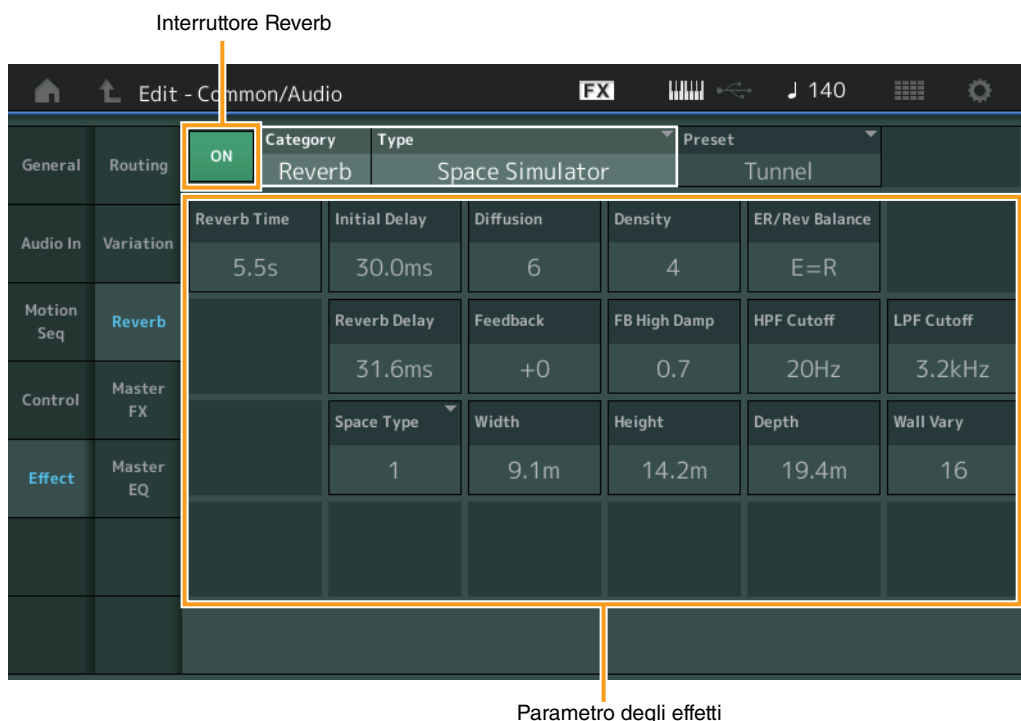 Interruttore Reverb
Edit - Common/Audio
FX
140
General
Routing
ON
Category
Reverb
Type
Space Simulator
Preset
Tunnel
Audio In
Variation
Reverb Time
5.5s
Initial Delay
30.0ms
Diffusion
6
Density
4
ER/Rev Balance
E=R
Motion
Seq
Reverb
Reverb Delay
31.6ms
Feedback
+0
FB High Damp
0.7
HPF Cutoff
20Hz
LPF Cutoff
3.2kHz
Control
Master
FX
Space Type
1
Width
9.1m
Height
14.2m
Depth
19.4m
Wall Vary
16
Effect
Master
EQ
Parametro degli effetti